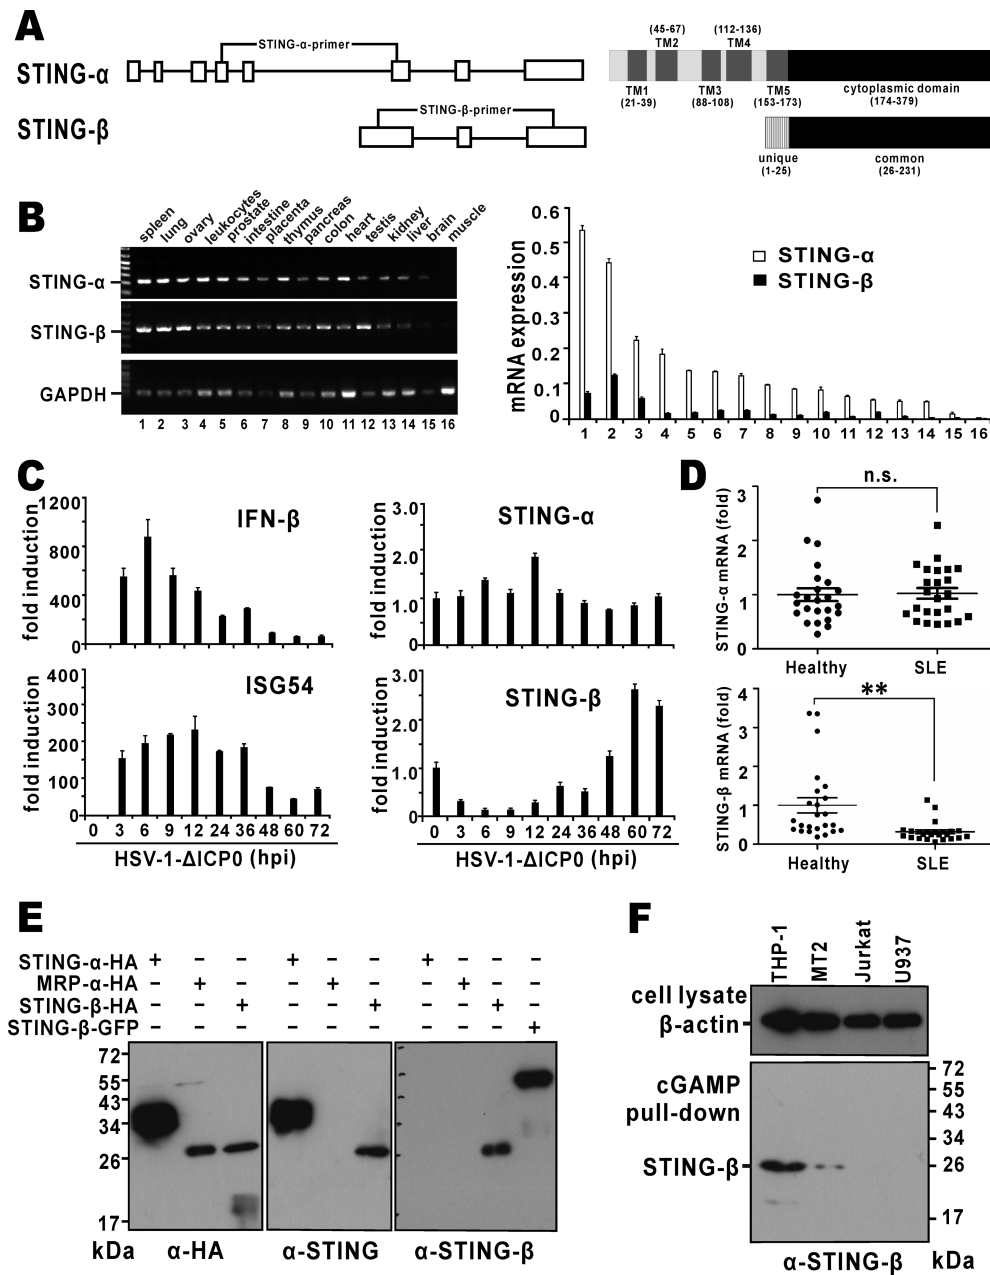 A
STING-α
STING-α-primer
STING-β
STING-β-primer
(45-67) (112-136)
TM2 TM4
TM1 TM3 TM5 cytoplasmic domain
(21-39) (88-108) (153-173) (174-379)
unique common
(1-25) (26-231)
B
spleen lung ovary leukocytes prostate intestine placenta thymus pancreas colon heart testis kidney liver brain muscle
STING-α
STING-β
GAPDH
1 2 3 4 5 6 7 8 9 10 11 12 13 14 15 16
mRNA expression
0.6
0.5
0.4
0.3
0.2
0.1
0
STING-α
STING-β
1 2 3 4 5 6 7 8 9 10 11 12 13 14 15 16
C
fold induction
1200
800
400
0
IFN-β
fold induction
3.0
2.0
1.0
0
STING-α
fold induction
400
300
200
100
0
ISG54
0 3 6 9 12 24 36 48 60 72
HSV-1-ΔICP0 (hpi)
fold induction
3.0
2.0
1.0
0
STING-β
0 3 6 9 12 24 36 48 60 72
HSV-1-ΔICP0 (hpi)
D
STING-α mRNA (fold)
3
2
1
0
n.s.
Healthy SLE
STING-β mRNA (fold)
4
3
2
1
0
**
Healthy SLE
E
STING-α-HA + − − + − − + − − −
MRP-α-HA − + − − + − − + − −
STING-β-HA − − + − − + − − + −
STING-β-GFP − − − − − − − − − +
72
55
43
34
26
17
kDa α-HA α-STING α-STING-β
F
THP-1 MT2 Jurkat U937
cell lysate
β-actin
cGAMP
pull-down
STING-β
72
55
43
34
26
17
α-STING-β kDa